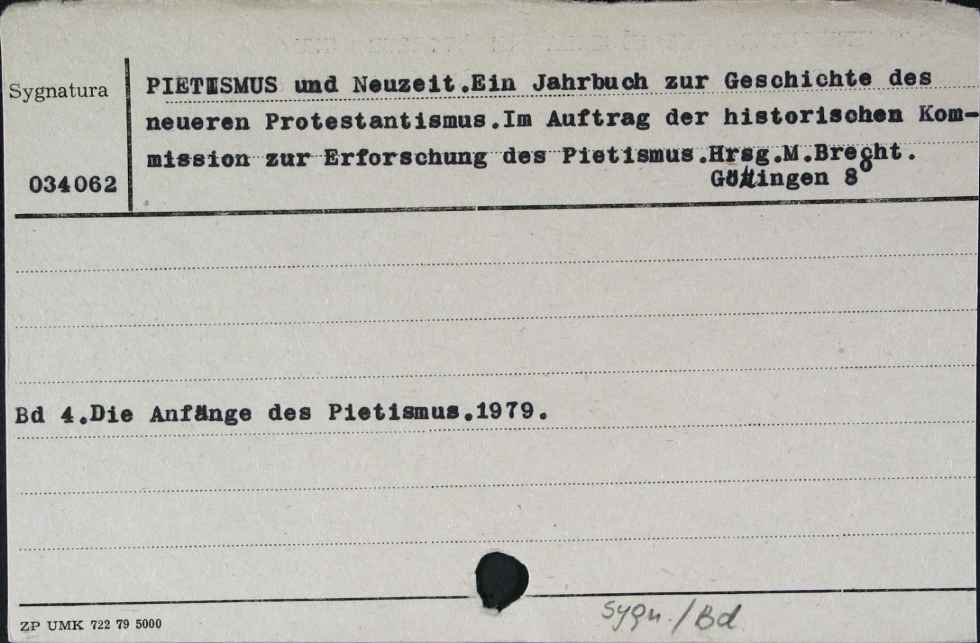 Sygnatura
034062
PIETISMUS und Neuzeit.Ein Jahrbuch zur Geschichte des
neueren Protestantismus.Im Auftrag der historischen Kom-
mission zur Erforschung des Pietismus.Hrsg.M.Brecht.
Göttingen 8°
Bd 4.Die Anfänge des Pietismus.1979.
ZP UMK 722 79 5000
Sygn./Bd